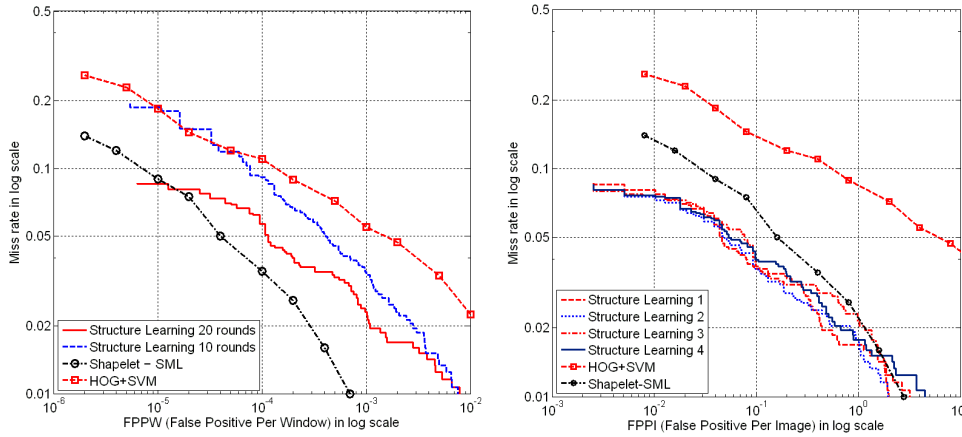 0.5
0.2
0.1
0.05
0.02
0.01
Miss rate in log scale
Structure Learning 20 rounds
Structure Learning 10 rounds
Shapelet − SML
HOG+SVM
10^-6
10^-5
10^-4
10^-3
10^-2
FPPW (False Positive Per Window) in log scale
0.5
0.2
0.1
0.05
0.02
0.01
Miss rate in log scale
Structure Learning 1
Structure Learning 2
Structure Learning 3
Structure Learning 4
HOG+SVM
Shapelet-SML
10^-3
10^-2
10^-1
10^0
10^1
FPPI (False Positive Per Image) in log scale